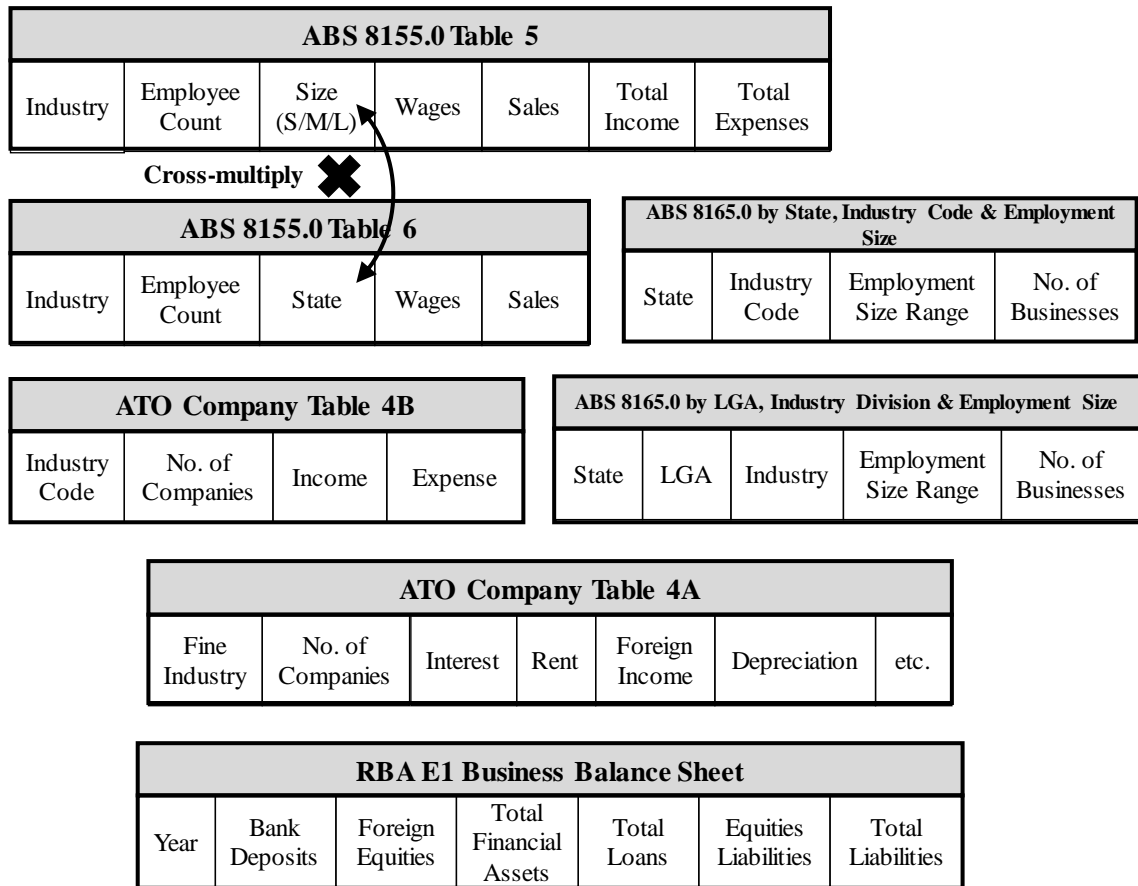 ABS 8155.0 Table 5
Industry
Employee
Count
Size
(S/M/L)
Wages
Sales
Total
Income
Total
Expenses
Cross-multiply
ABS 8155.0 Table 6
Industry
Employee
Count
State
Wages
Sales
ABS 8165.0 by State, Industry Code & Employment
Size
State
Industry
Code
Employment
Size Range
No. of
Businesses
ATO Company Table 4B
Industry
Code
No. of
Companies
Income
Expense
ABS 8165.0 by LGA, Industry Division & Employment Size
State
LGA
Industry
Employment
Size Range
No. of
Businesses
ATO Company Table 4A
Fine
Industry
No. of
Companies
Interest
Rent
Foreign
Income
Depreciation
etc.
RBA E1 Business Balance Sheet
Year
Bank
Deposits
Foreign
Equities
Total
Financial
Assets
Total
Loans
Equities
Liabilities
Total
Liabilities